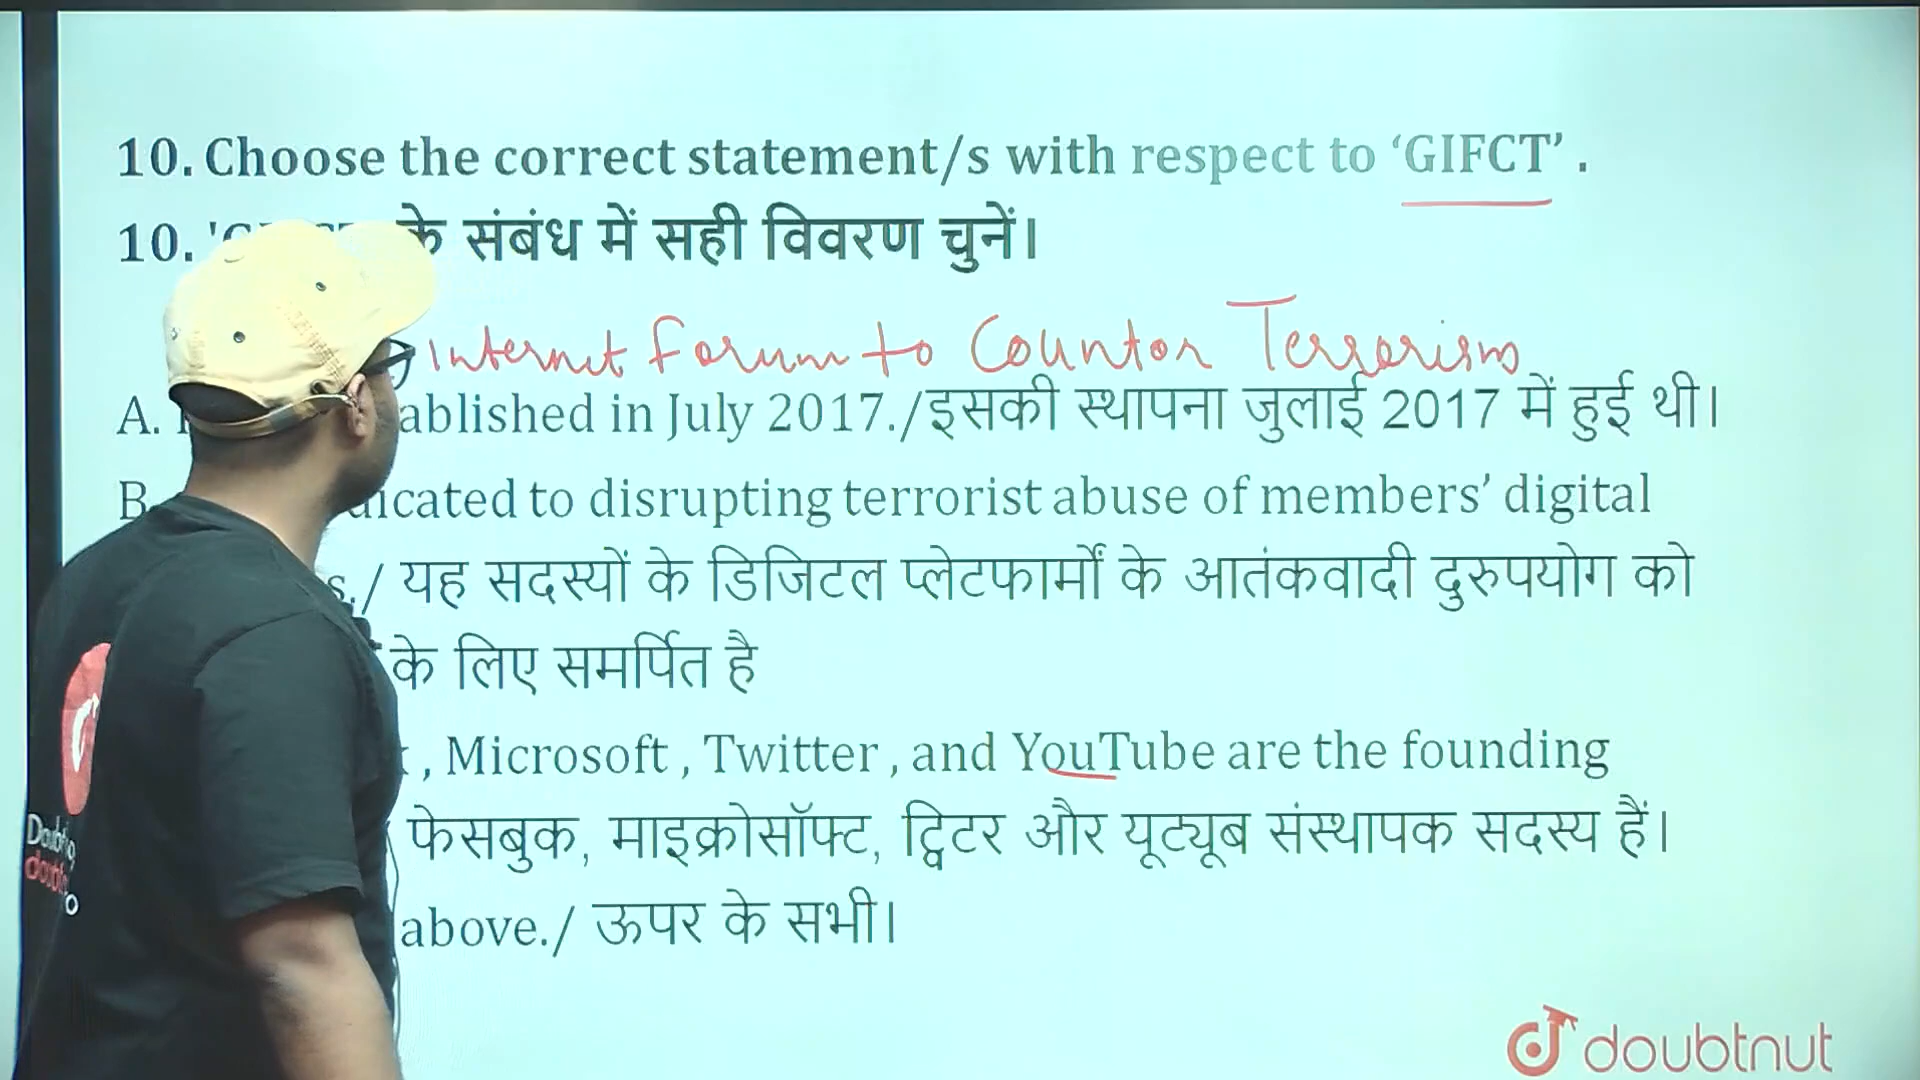 10. Choose the correct statement/s with respect to ‘GIFCT’ .
10. के संबंध में सही विवरण चुनें।
Internet Forum to Counter Terrorism
A. in July 2017./इसकी स्थापना जुलाई 2017 में हुई थी।
B. to disrupting terrorist abuse of members’ digital
/ यह सदस्यों के डिजिटल प्लेटफार्मों के आतंकवादी दुरुपयोग को
के लिए समर्पित है
, Microsoft , Twitter , and YouTube are the founding
फेसबुक, माइक्रोसॉफ्ट, ट्विटर और यूट्यूब संस्थापक सदस्य हैं।
above./ ऊपर के सभी।
doubtnut